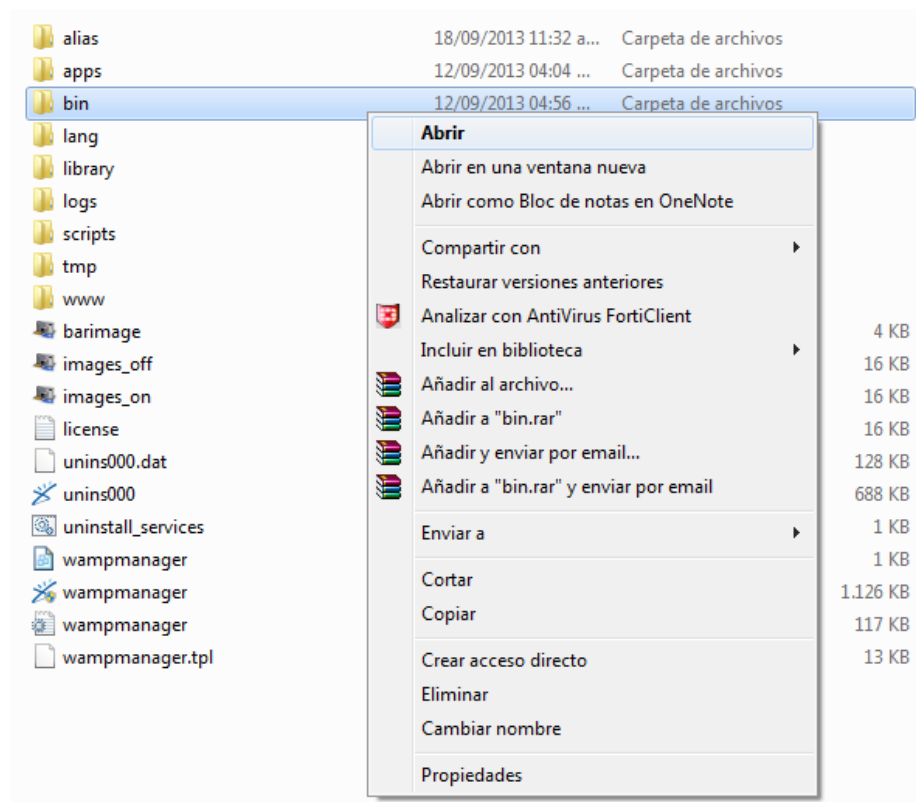 alias 18/09/2013 11:32 a... Carpeta de archivos
apps 12/09/2013 04:04 ... Carpeta de archivos
bin 12/09/2013 04:56 ... Carpeta de archivos
lang
library
logs
scripts
tmp
www
barimage 4 KB
images_off 16 KB
images_on 16 KB
license 16 KB
unins000.dat 128 KB
unins000 688 KB
uninstall_services 1 KB
wampmanager 1 KB
wampmanager 1.126 KB
wampmanager 117 KB
wampmanager.tpl 13 KB
Abrir
Abrir en una ventana nueva
Abrir como Bloc de notas en OneNote
Compartir con
Restaurar versiones anteriores
Analizar con AntiVirus FortiClient
Incluir en biblioteca
Añadir al archivo...
Añadir a "bin.rar"
Añadir y enviar por email...
Añadir a "bin.rar" y enviar por email
Enviar a
Cortar
Copiar
Crear acceso directo
Eliminar
Cambiar nombre
Propiedades